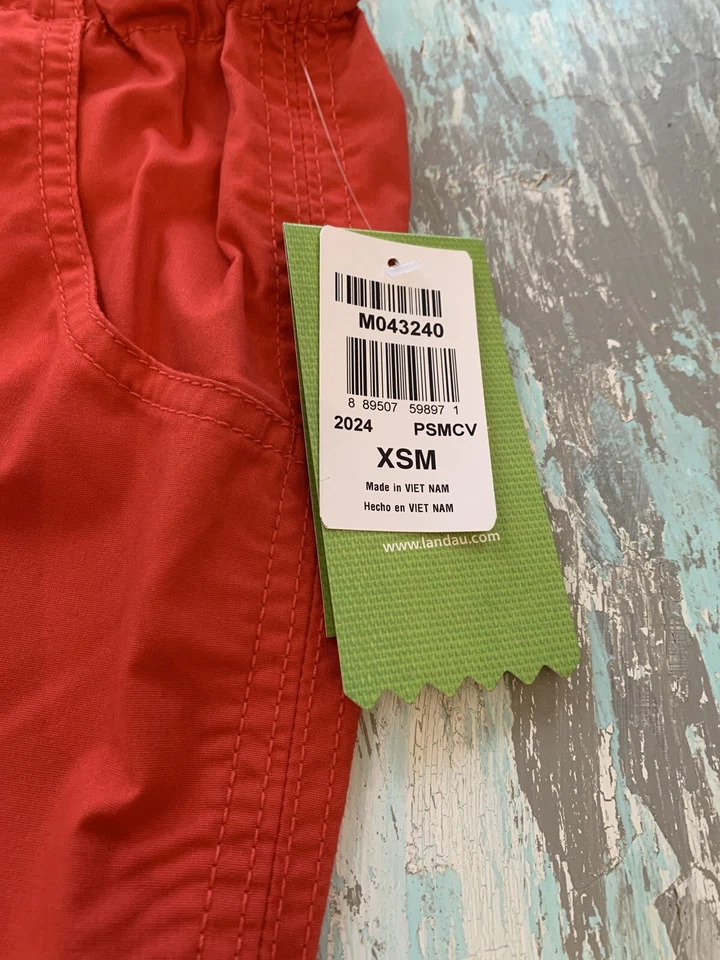 M043240
8 89507 59897 1
2024 PSMCV
XSM
Made in VIET NAM
Hecho en VIET NAM
www.landau.com